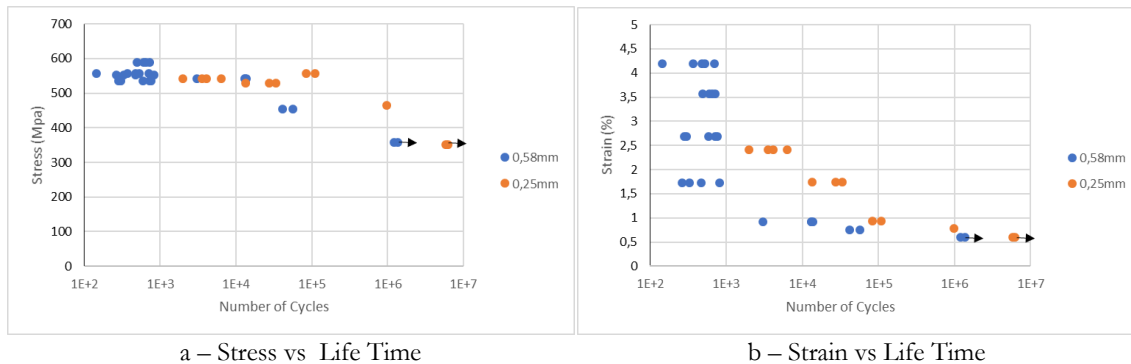 700
600
500
400
300
200
100
0
Stress (Mpa)
1E+2 1E+3 1E+4 1E+5 1E+6 1E+7
Number of Cycles
0,58mm
0,25mm
a – Stress vs Life Time
5
4,5
4
3,5
3
2,5
2
1,5
1
0,5
0
Strain (%)
1E+2 1E+3 1E+4 1E+5 1E+6 1E+7
Number of Cycles
0,58mm
0,25mm
b – Strain vs Life Time